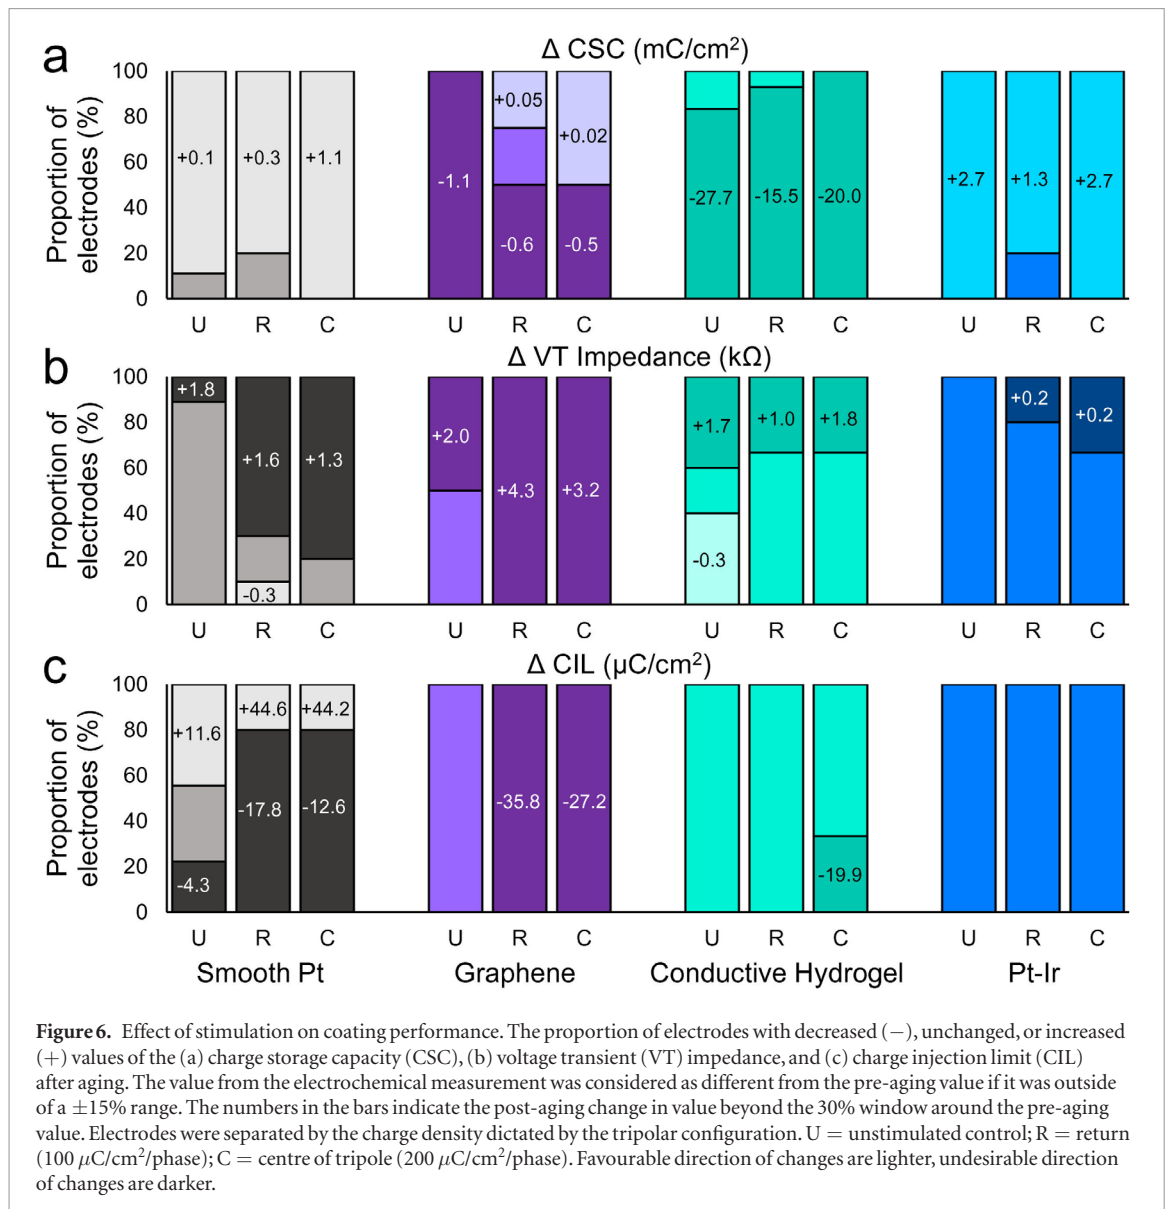 a
Δ CSC (mC/cm²)
Proportion of
electrodes (%)
100
80
60
40
20
0
+0.1
+0.3
+1.1
-1.1
+0.05
-0.6
+0.02
-0.5
-27.7
-15.5
-20.0
+2.7
+1.3
+2.7
U R C U R C U R C U R C
b
Δ VT Impedance (kΩ)
Proportion of
electrodes (%)
100
80
60
40
20
0
+1.8
+1.6
-0.3
+1.3
+2.0
+4.3
+3.2
+1.7
-0.3
+1.0
+1.8
+0.2
+0.2
U R C U R C U R C U R C
c
Δ CIL (µC/cm²)
Proportion of
electrodes (%)
100
80
60
40
20
0
+11.6
-4.3
+44.6
-17.8
+44.2
-12.6
-35.8
-27.2
-19.9
U R C U R C U R C U R C
Smooth Pt Graphene Conductive Hydrogel Pt-Ir
Figure 6. Effect of stimulation on coating performance. The proportion of electrodes with decreased (−), unchanged, or increased
(+) values of the (a) charge storage capacity (CSC), (b) voltage transient (VT) impedance, and (c) charge injection limit (CIL)
after aging. The value from the electrochemical measurement was considered as different from the pre-aging value if it was outside
of a ±15% range. The numbers in the bars indicate the post-aging change in value beyond the 30% window around the pre-aging
value. Electrodes were separated by the charge density dictated by the tripolar configuration. U = unstimulated control; R = return
(100 µC/cm²/phase); C = centre of tripole (200 µC/cm²/phase). Favourable direction of changes are lighter, undesirable direction
of changes are darker.